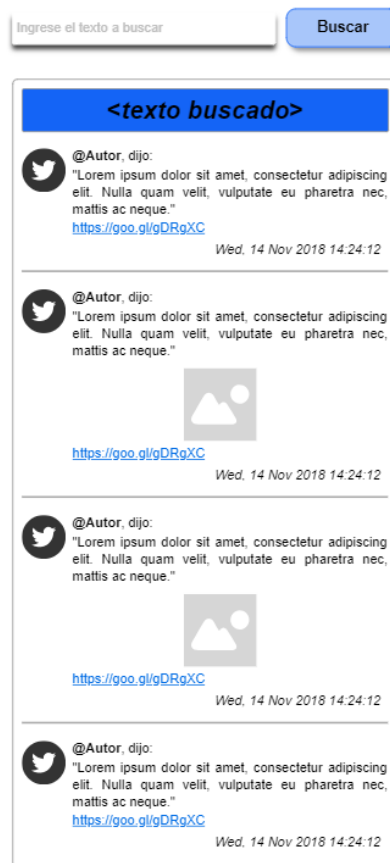 Ingrese el texto a buscar
Buscar
<texto buscado>
@Autor, dijo:
"Lorem ipsum dolor sit amet, consectetur adipiscing
elit. Nulla quam velit, vulputate eu pharetra nec,
mattis ac neque."
https://goo.gl/gDRgXC
Wed, 14 Nov 2018 14:24:12
@Autor, dijo:
"Lorem ipsum dolor sit amet, consectetur adipiscing
elit. Nulla quam velit, vulputate eu pharetra nec,
mattis ac neque."
https://goo.gl/gDRgXC
Wed, 14 Nov 2018 14:24:12
@Autor, dijo:
"Lorem ipsum dolor sit amet, consectetur adipiscing
elit. Nulla quam velit, vulputate eu pharetra nec,
mattis ac neque."
https://goo.gl/gDRgXC
Wed, 14 Nov 2018 14:24:12
@Autor, dijo:
"Lorem ipsum dolor sit amet, consectetur adipiscing
elit. Nulla quam velit, vulputate eu pharetra nec,
mattis ac neque."
https://goo.gl/gDRgXC
Wed, 14 Nov 2018 14:24:12